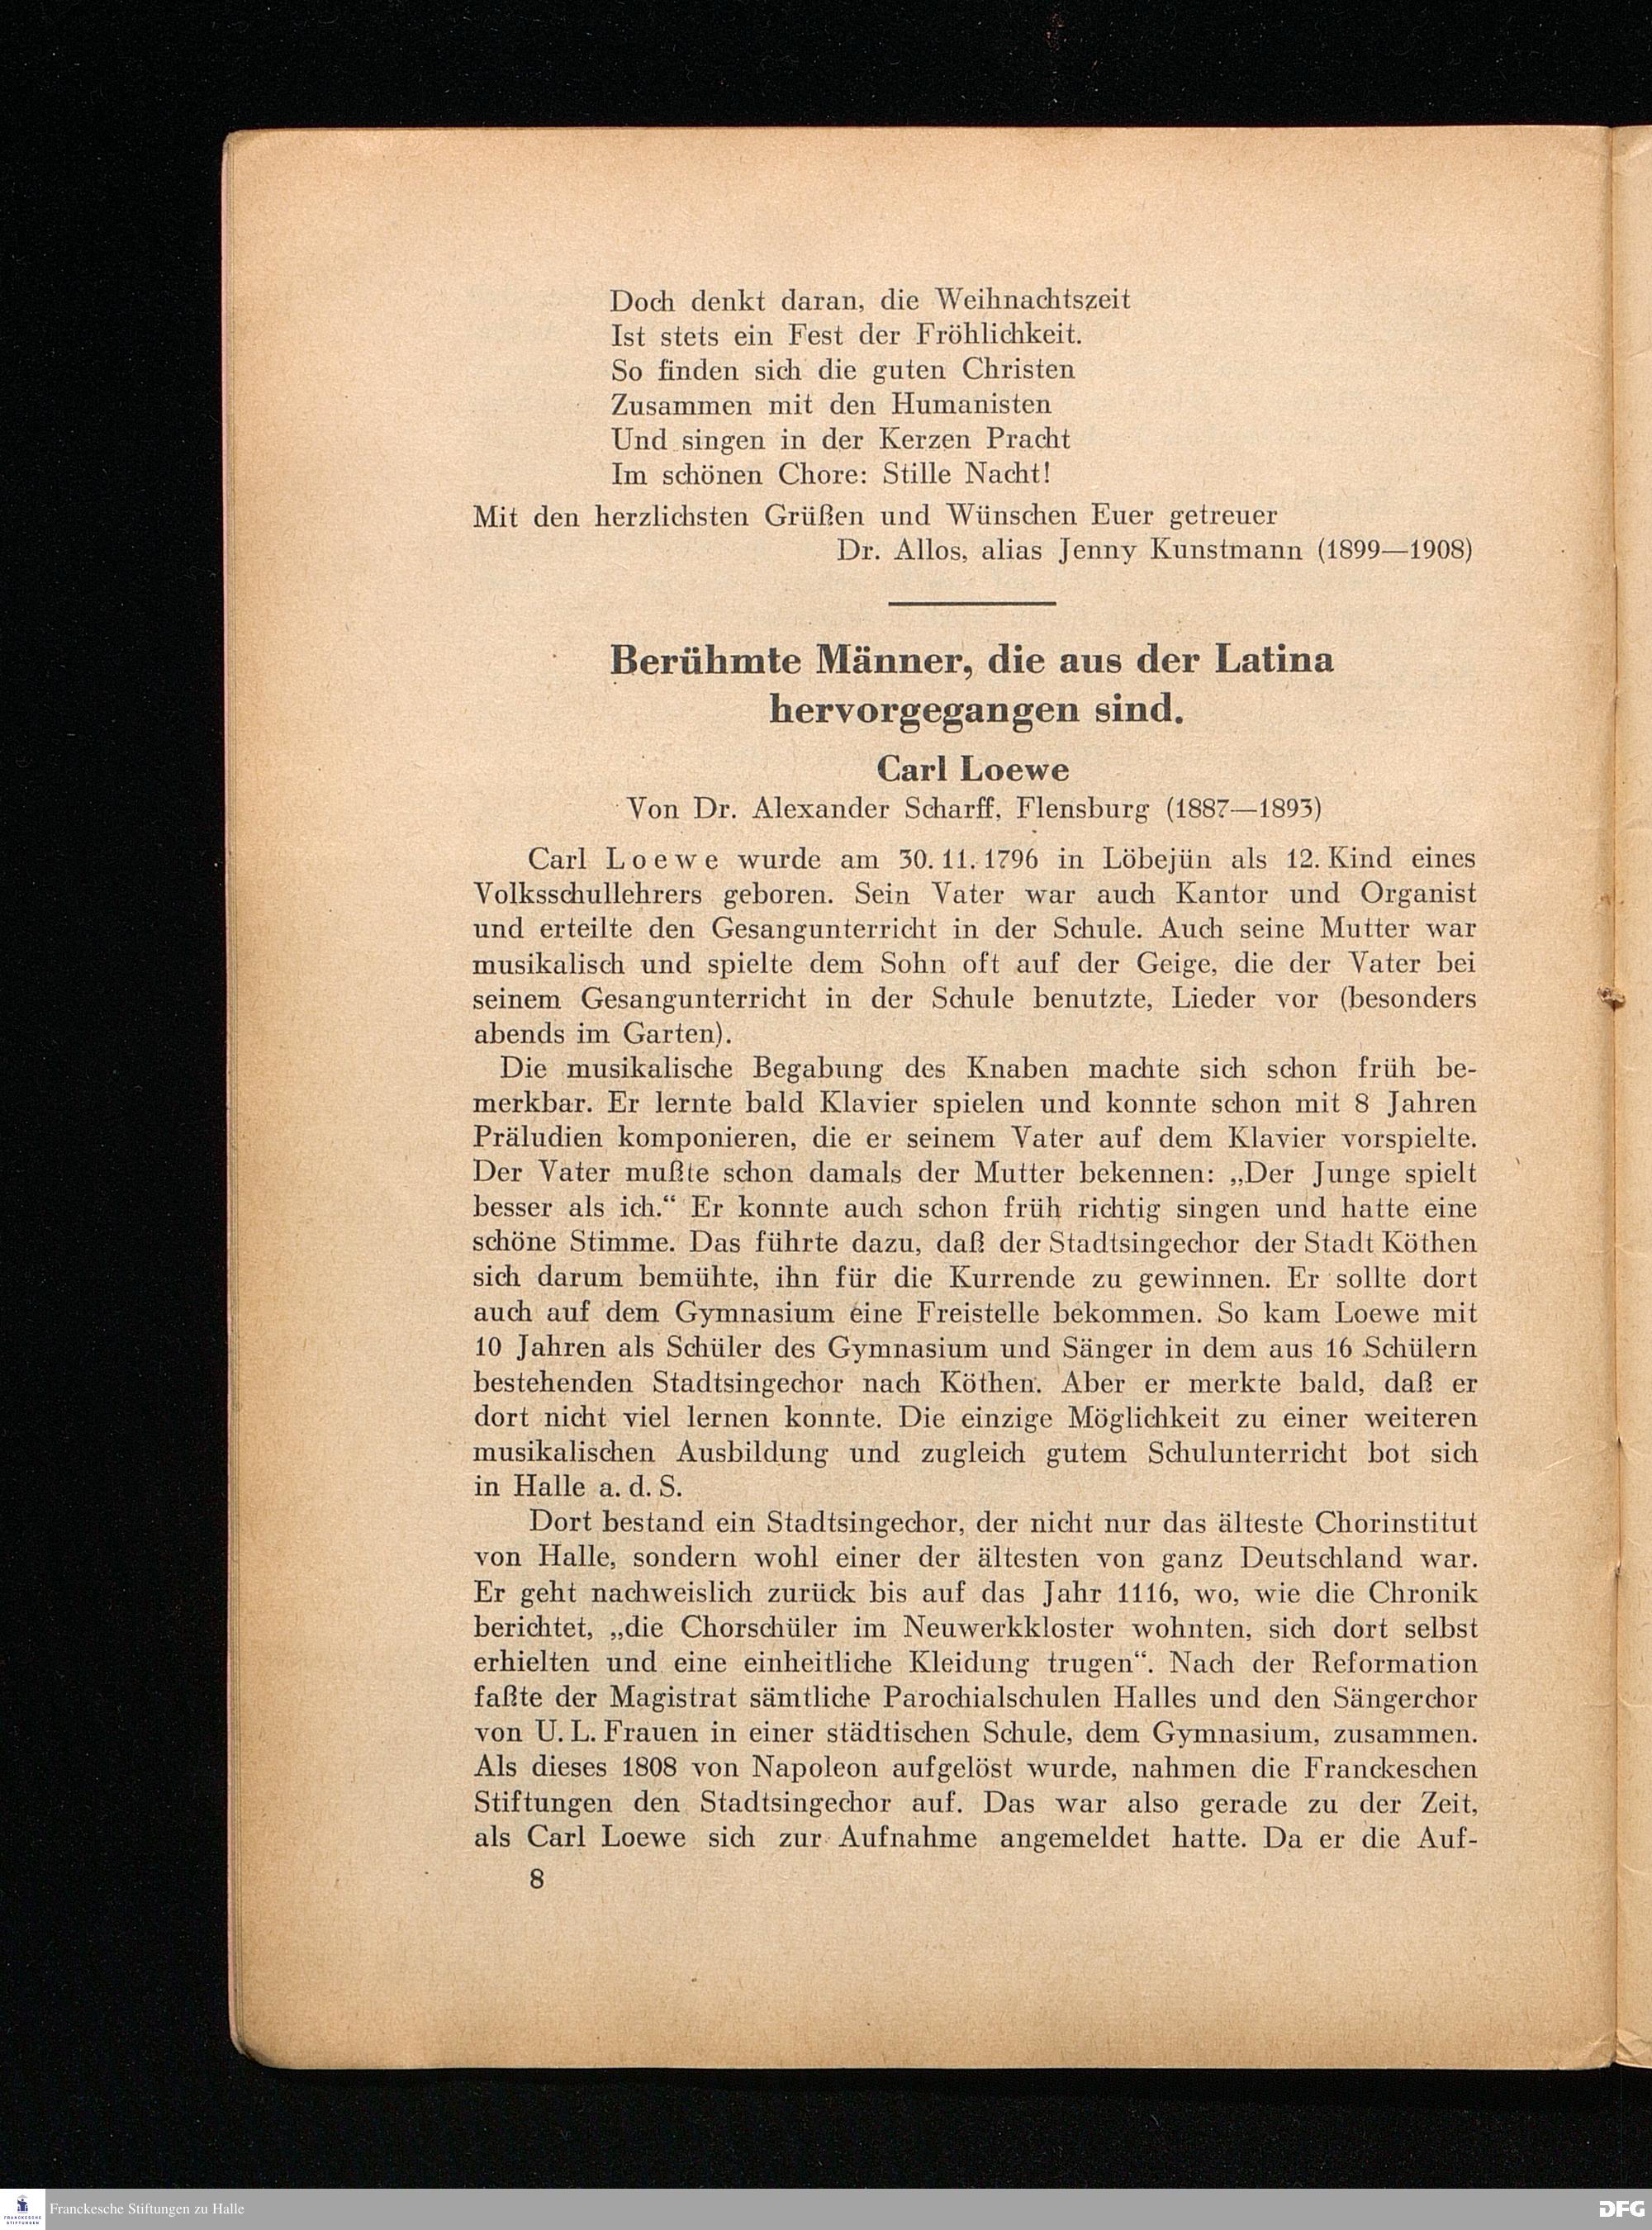 Doch denkt daran, die Weihnachtszeit
Ist stets ein Fest der Fröhlichkeit.
So finden sich die guten Christen
Zusammen mit den Humanisten
Und singen in der Kerzen Pracht
Im schönen Chore: Stille Nacht!
Mit den herzlichsten Grüßen und Wünschen Euer getreuer
Dr. Allos, alias Jenny Kunstmann (1899—1908)
Berühmte Männer, die aus der Latina
hervorgegangen sind.
Carl Loewe
Von Dr. Alexander Scharff, Flensburg (1887—1893)
Carl Loewe wurde am 30. 11. 1796 in Löbejün als 12. Kind eines
Volksschullehrers geboren. Sein Vater war auch Kantor und Organist
und erteilte den Gesangunterricht in der Schule. Auch seine Mutter war
musikalisch und spielte dem Sohn oft auf der Geige, die der Vater bei
seinem Gesangunterricht in der Schule benutzte, Lieder vor (besonders
abends im Garten).
Die musikalische Begabung des Knaben machte sich schon früh be-
merkbar. Er lernte bald Klavier spielen und konnte schon mit 8 Jahren
Präludien komponieren, die er seinem Vater auf dem Klavier vorspielte.
Der Vater mußte schon damals der Mutter bekennen: „Der Junge spielt
besser als ich.“ Er konnte auch schon früh richtig singen und hatte eine
schöne Stimme. Das führte dazu, daß der Stadtsingechor der Stadt Köthen
sich darum bemühte, ihn für die Kurrende zu gewinnen. Er sollte dort
auch auf dem Gymnasium eine Freistelle bekommen. So kam Loewe mit
10 Jahren als Schüler des Gymnasium und Sänger in dem aus 16 Schülern
bestehenden Stadtsingechor nach Köthen. Aber er merkte bald, daß er
dort nicht viel lernen konnte. Die einzige Möglichkeit zu einer weiteren
musikalischen Ausbildung und zugleich gutem Schulunterricht bot sich
in Halle a. d. S.
Dort bestand ein Stadtsingechor, der nicht nur das älteste Chorinstitut
von Halle, sondern wohl einer der ältesten von ganz Deutschland war.
Er geht nachweislich zurück bis auf das Jahr 1116, wo, wie die Chronik
berichtet, „die Chorschüler im Neuwerkkloster wohnten, sich dort selbst
erhielten und eine einheitliche Kleidung trugen“. Nach der Reformation
faßte der Magistrat sämtliche Parochialschulen Halles und den Sängerchor
von U. L. Frauen in einer städtischen Schule, dem Gymnasium, zusammen.
Als dieses 1808 von Napoleon aufgelöst wurde, nahmen die Franckeschen
Stiftungen den Stadtsingechor auf. Das war also gerade zu der Zeit,
als Carl Loewe sich zur Aufnahme angemeldet hatte. Da er die Auf-
8
FRANCKESCHE
STIFTUNGEN
Franckesche Stiftungen zu Halle
DFG